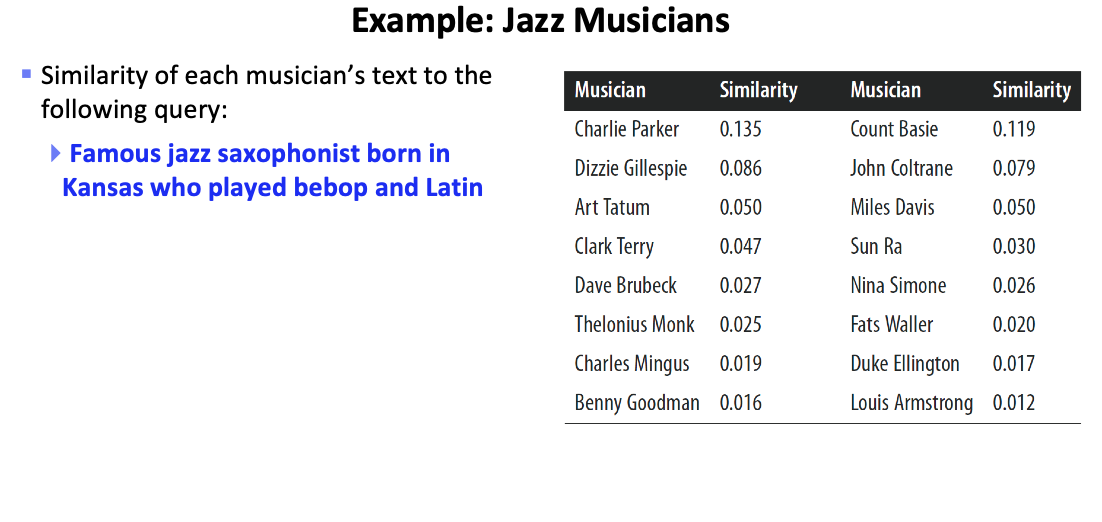 Example: Jazz Musicians
Similarity of each musician's text to the
following query:
Famous jazz saxophonist born in
Kansas who played bebop and Latin
Musician Similarity Musician Similarity
Charlie Parker 0.135 Count Basie 0.119
Dizzie Gillespie 0.086 John Coltrane 0.079
Art Tatum 0.050 Miles Davis 0.050
Clark Terry 0.047 Sun Ra 0.030
Dave Brubeck 0.027 Nina Simone 0.026
Thelonius Monk 0.025 Fats Waller 0.020
Charles Mingus 0.019 Duke Ellington 0.017
Benny Goodman 0.016 Louis Armstrong 0.012